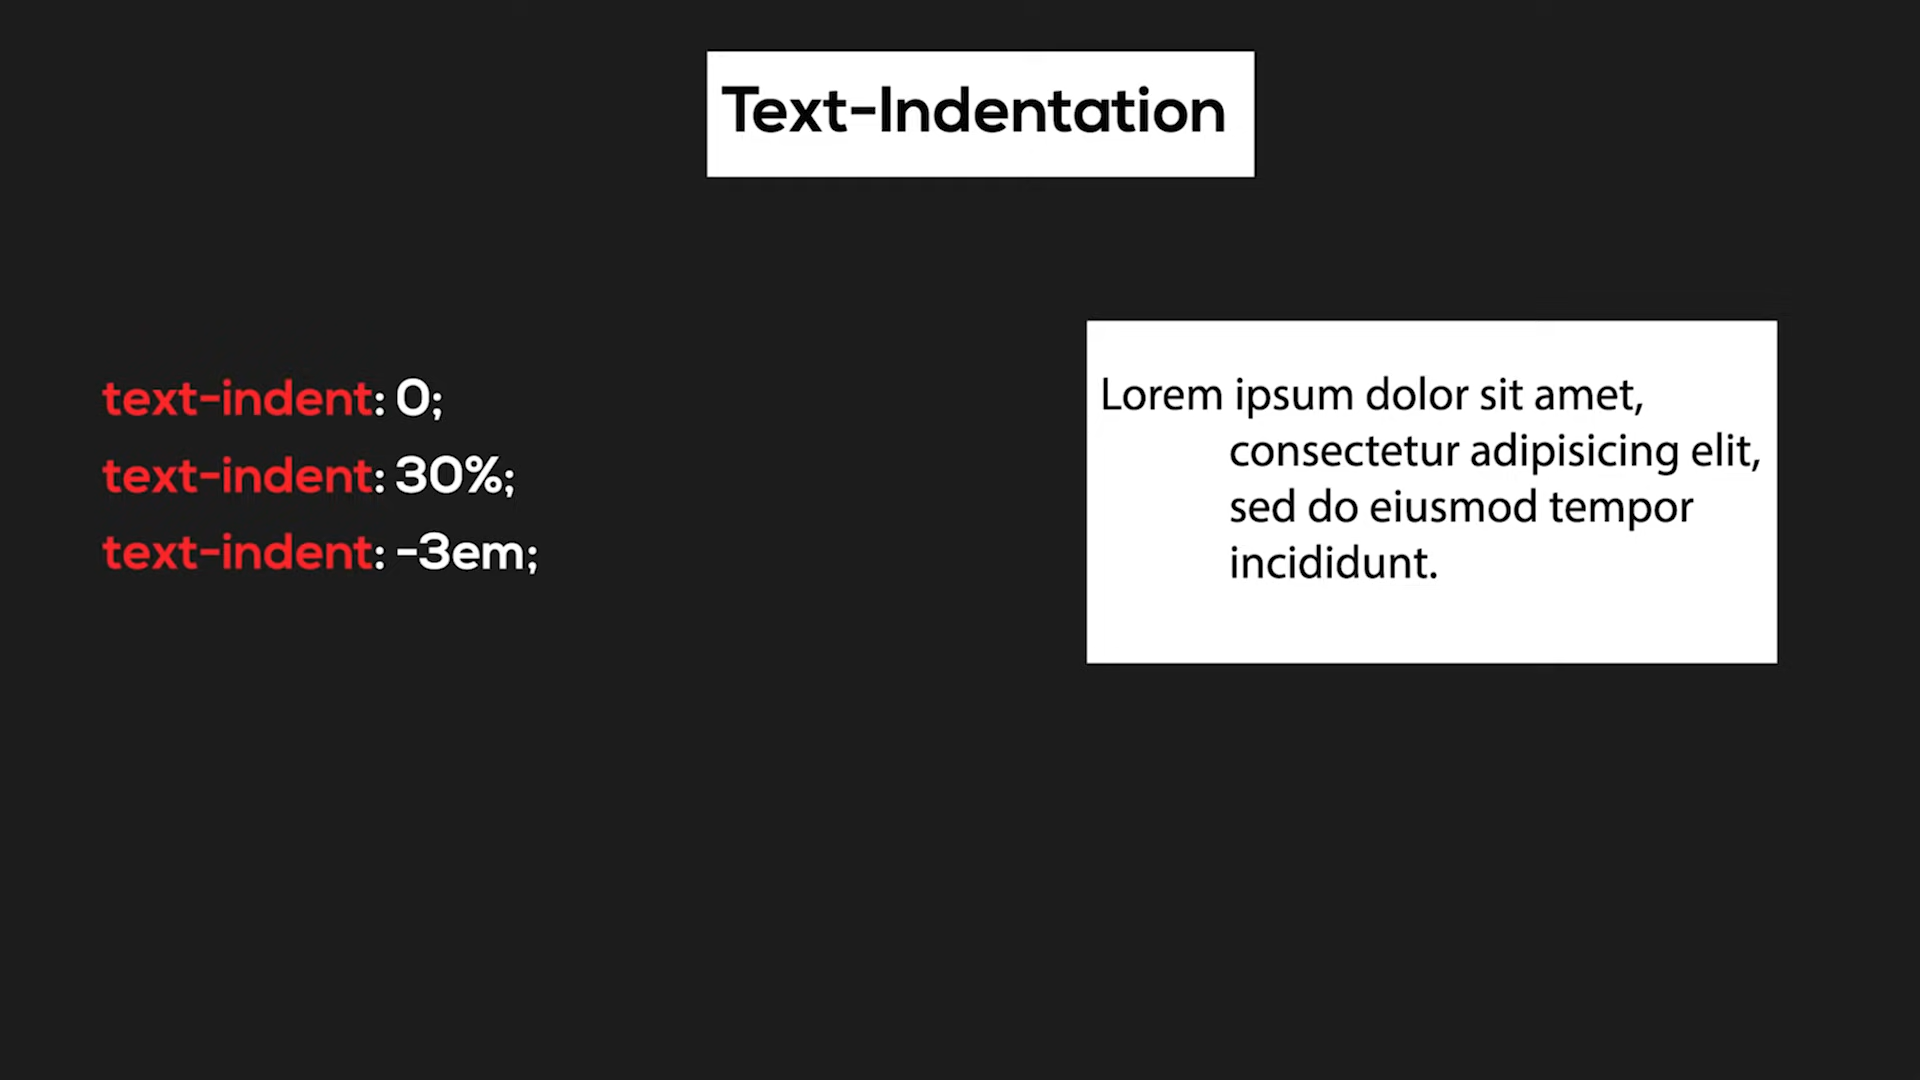 Text-Indentation
text-indent: 0;
text-indent: 30%;
text-indent: -3em;
Lorem ipsum dolor sit amet,
consectetur adipisicing elit,
sed do eiusmod tempor
incididunt.